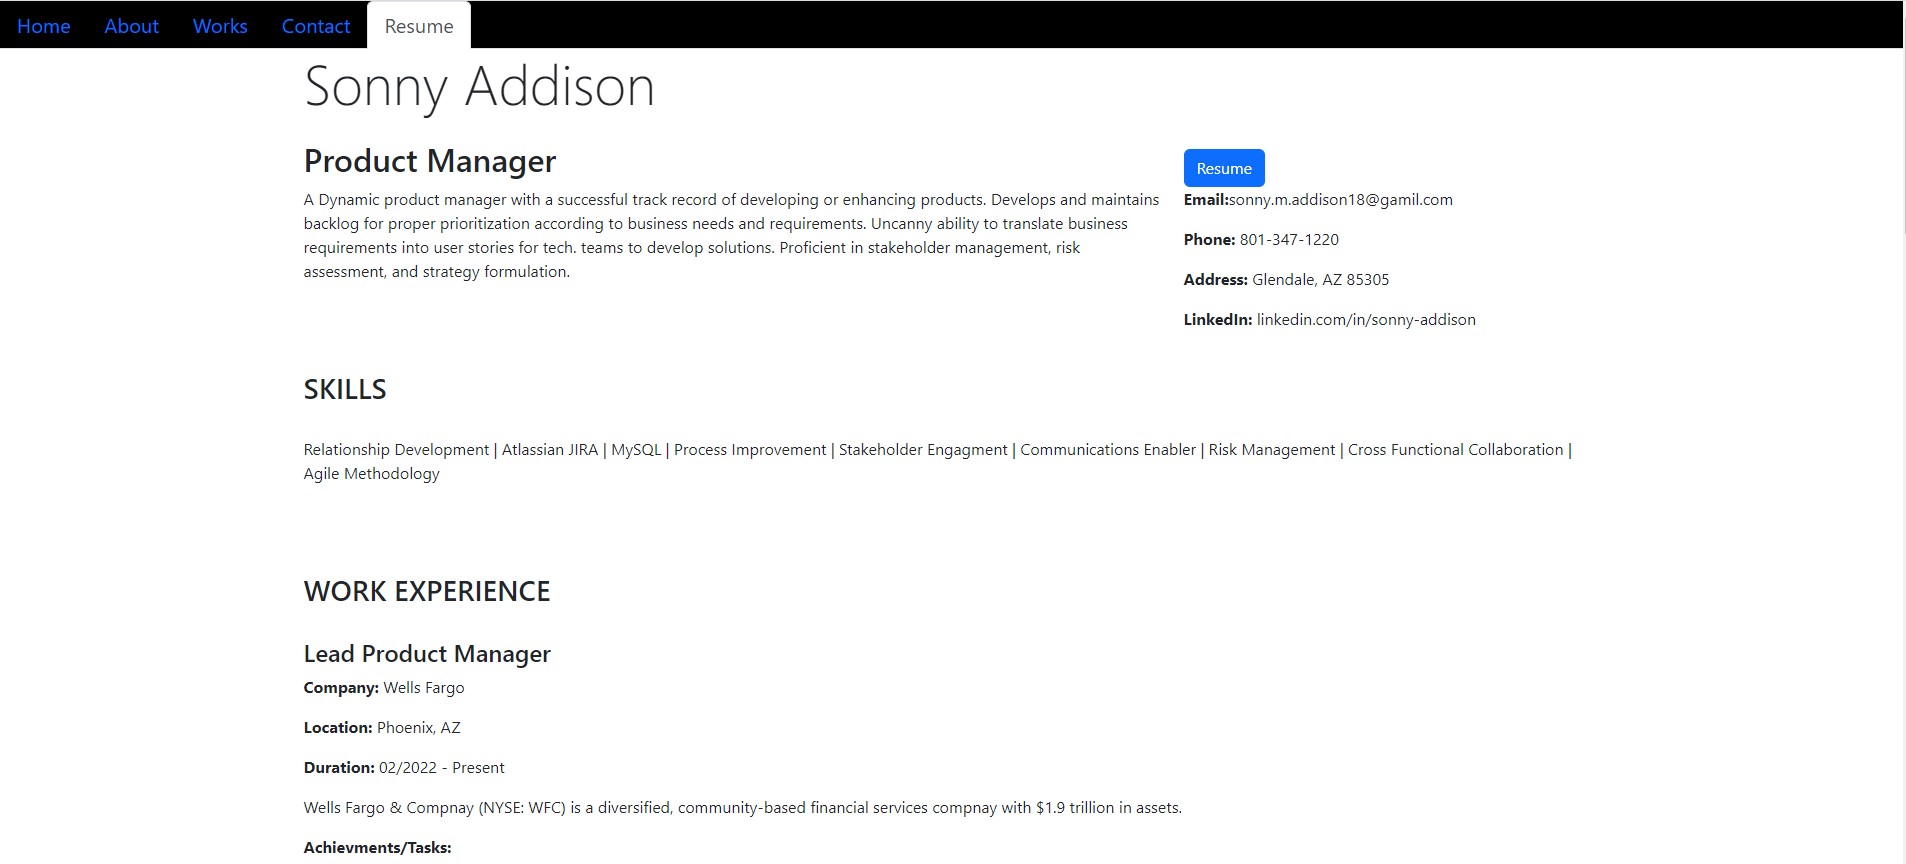 Home About Works Contact Resume
Sonny Addison
Product Manager
A Dynamic product manager with a successful track record of developing or enhancing products. Develops and maintains
backlog for proper prioritization according to business needs and requirements. Uncanny ability to translate business
requirements into user stories for tech. teams to develop solutions. Proficient in stakeholder management, risk
assessment, and strategy formulation.
Resume
Email:sonny.m.addison18@gamil.com
Phone: 801-347-1220
Address: Glendale, AZ 85305
LinkedIn: linkedin.com/in/sonny-addison
SKILLS
Relationship Development | Atlassian JIRA | MySQL | Process Improvement | Stakeholder Engagment | Communications Enabler | Risk Management | Cross Functional Collaboration |
Agile Methodology
WORK EXPERIENCE
Lead Product Manager
Company: Wells Fargo
Location: Phoenix, AZ
Duration: 02/2022 - Present
Wells Fargo & Compnay (NYSE: WFC) is a diversified, community-based financial services compnay with $1.9 trillion in assets.
Achievments/Tasks: